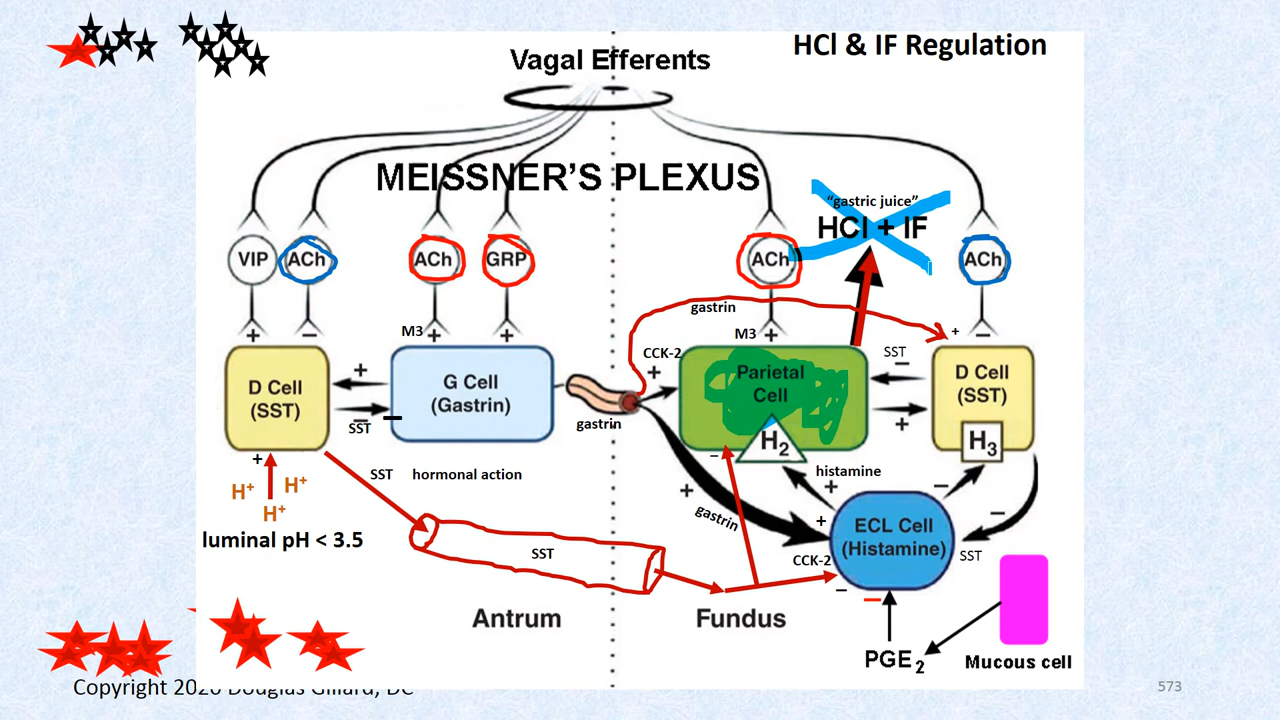 HCl & IF Regulation
Vagal Efferents
MEISSNER'S PLEXUS
"gastric juice"
HCl + IF
VIP
ACh
ACh
GRP
ACh
ACh
+
−
M3
+
+
M3
+
+
−
gastrin
CCK-2
+
SST
−
D Cell
(SST)
+
−
SST
G Cell
(Gastrin)
−
gastrin
Parietal
Cell
H2
+
D Cell
(SST)
H3
+
H+
H+
H+
luminal pH < 3.5
SST
hormonal action
SST
−
histamine
+
−
−
+
gastrin
+
CCK-2
−
ECL Cell
(Histamine)
SST
−
PGE2
Mucous cell
Antrum
Fundus
573